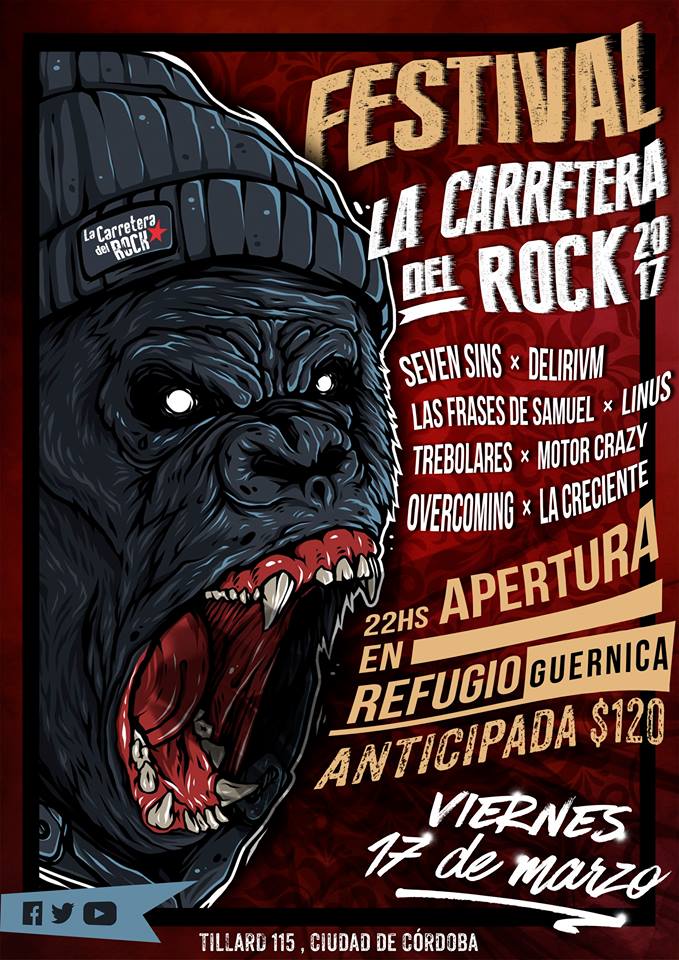 FESTIVAL
LA CARRETERA
DEL ROCK 2017
La Carretera
del ROCK
SEVEN SINS × DELIRIVM
LAS FRASES DE SAMUEL × LINUS
TREBOLARES × MOTOR CRAZY
OVERCOMING × LA CRECIENTE
22HS APERTURA
EN
REFUGIO GUERNICA
ANTICIPADA $120
VIERNES
17 de marzo
TILLARD 115 , CIUDAD DE CÓRDOBA